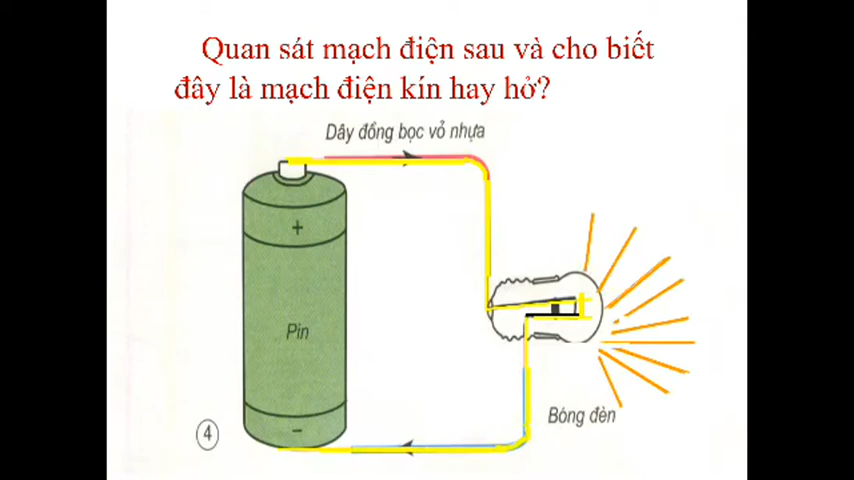 Quan sát mạch điện sau và cho biết
đây là mạch điện kín hay hở?
Dây đồng bọc vỏ nhựa
+
Pin
Bóng đèn
-
4